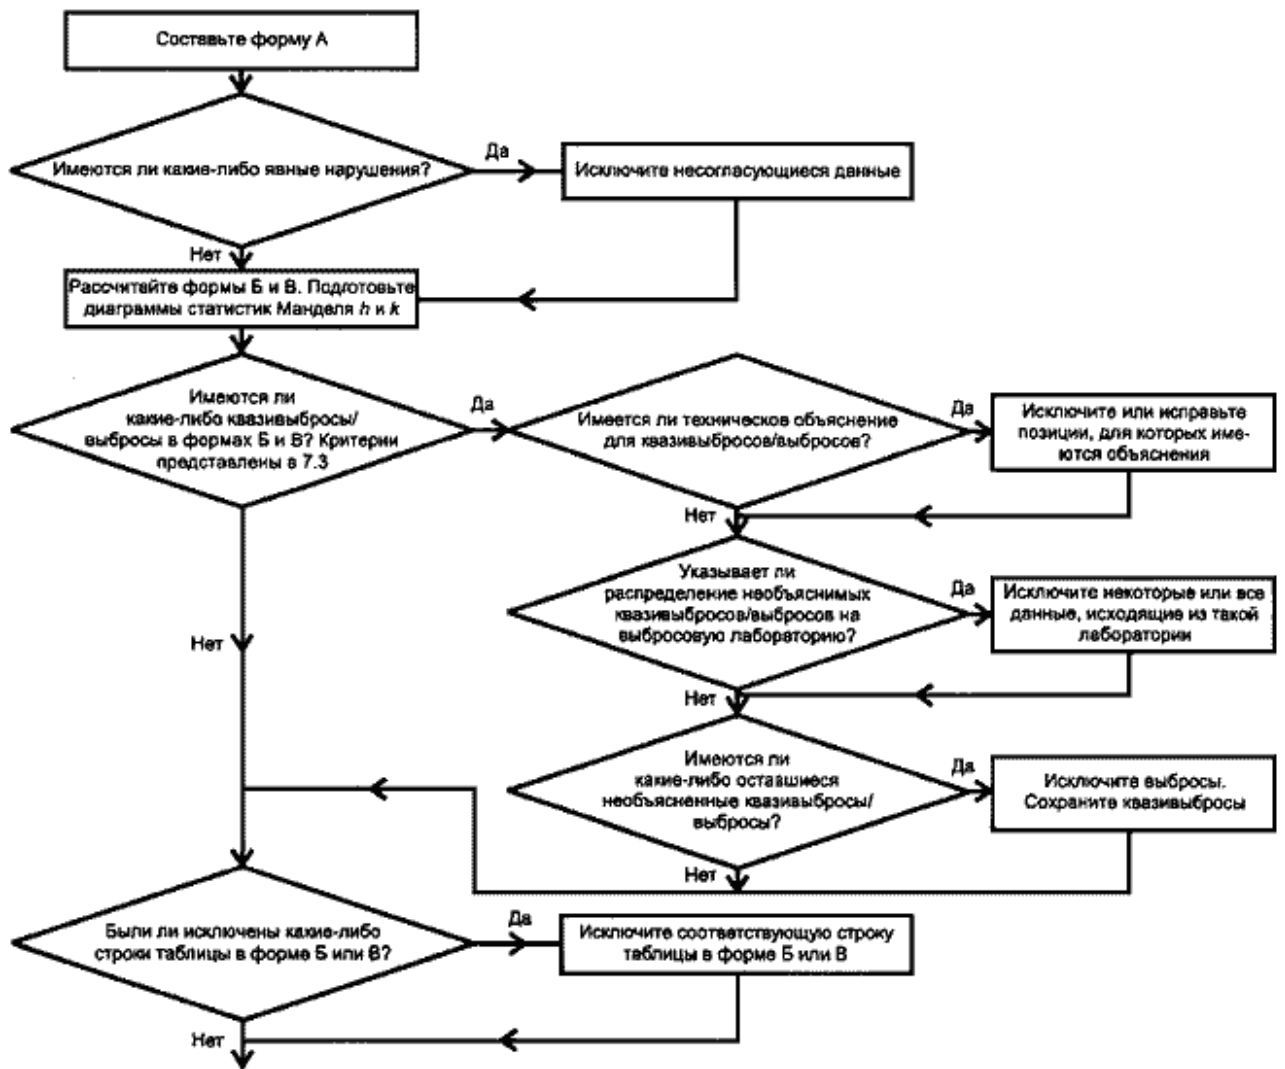 Составьте форму А
Имеются ли какие-либо явные нарушения?
Да
Исключите несогласующиеся данные
Нет
Рассчитайте формы Б и В. Подготовьте
диаграммы статистик Манделя h и k
Имеются ли
какие-либо квазивыбросы/
выбросы в формах Б и В? Критерии
представлены в 7.3
Да
Имеется ли техническое объяснение
для квазивыбросов/выбросов?
Да
Исключите или исправьте
позиции, для которых име-
ются объяснения
Нет
Указывает ли
распределение необъяснимых
квазивыбросов/выбросов на
выбросовую лабораторию?
Да
Исключите некоторые или все
данные, исходящие из такой
лаборатории
Нет
Нет
Имеются ли
какие-либо оставшиеся
необъясненные квазивыбросы/
выбросы?
Да
Исключите выбросы.
Сохраните квазивыбросы
Нет
Были ли исключены какие-либо
строки таблицы в форме Б или В?
Да
Исключите соответствующую строку
таблицы в форме Б или В
Нет